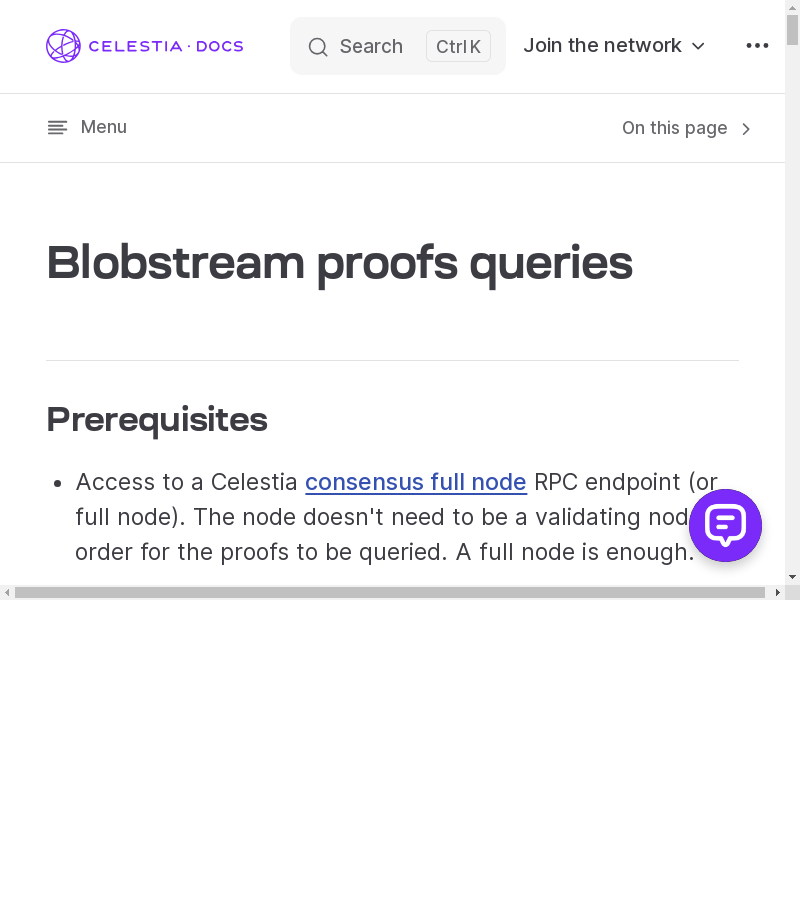 CELESTIA · DOCS
Search
Ctrl K
Join the network
Menu
On this page
Blobstream proofs queries
Prerequisites
Access to a Celestia consensus full node RPC endpoint (or
full node). The node doesn't need to be a validating
order for the proofs to be queried. A full node is enough.